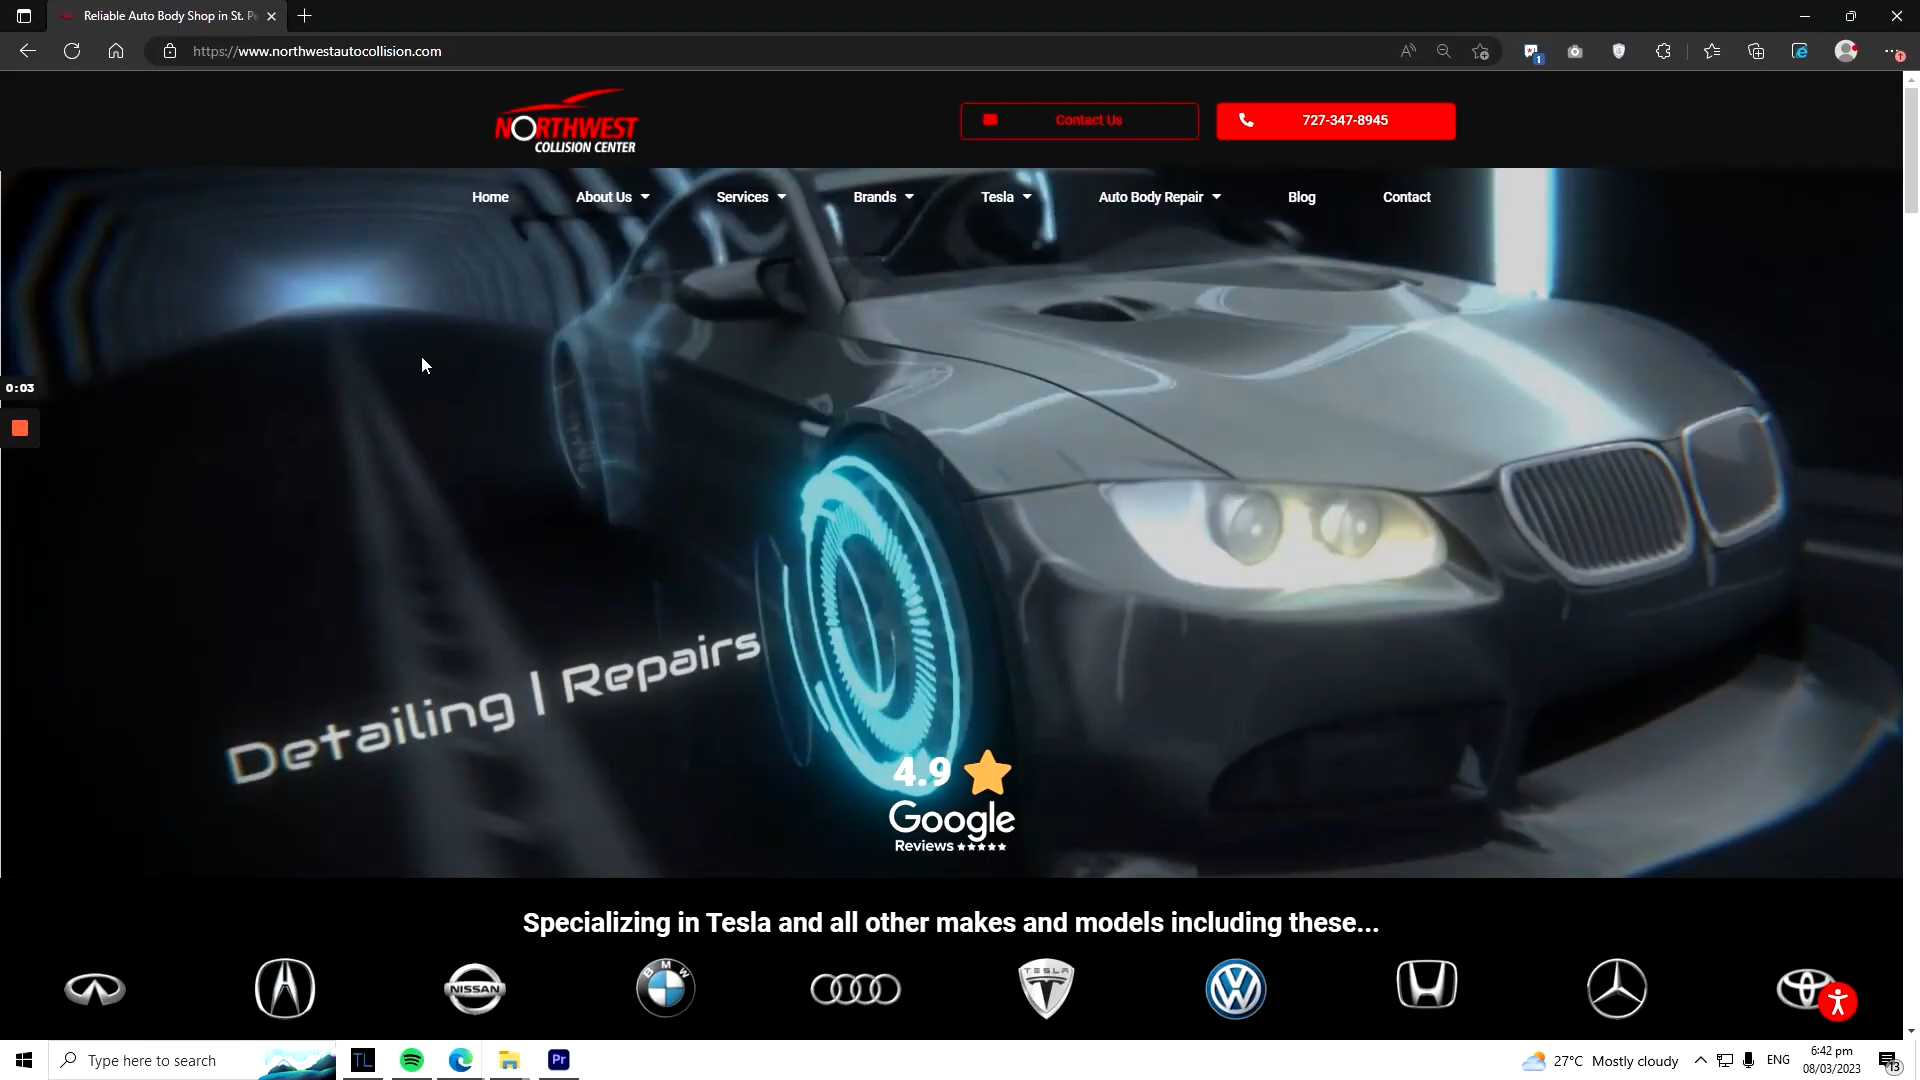 Reliable Auto Body Shop in St. Pe
https://www.northwestautocollision.com
1
NORTHWEST
COLLISION CENTER
Contact Us
727-347-8945
Home
About Us
Services
Brands
Tesla
Auto Body Repair
Blog
Contact
0:03
Detailing | Repairs
4.9
Google
Reviews
Specializing in Tesla and all other makes and models including these...
NISSAN
BMW
TESLA
Type here to search
TL
Pr
27°C Mostly cloudy
ENG
6:42 pm
08/03/2023
13